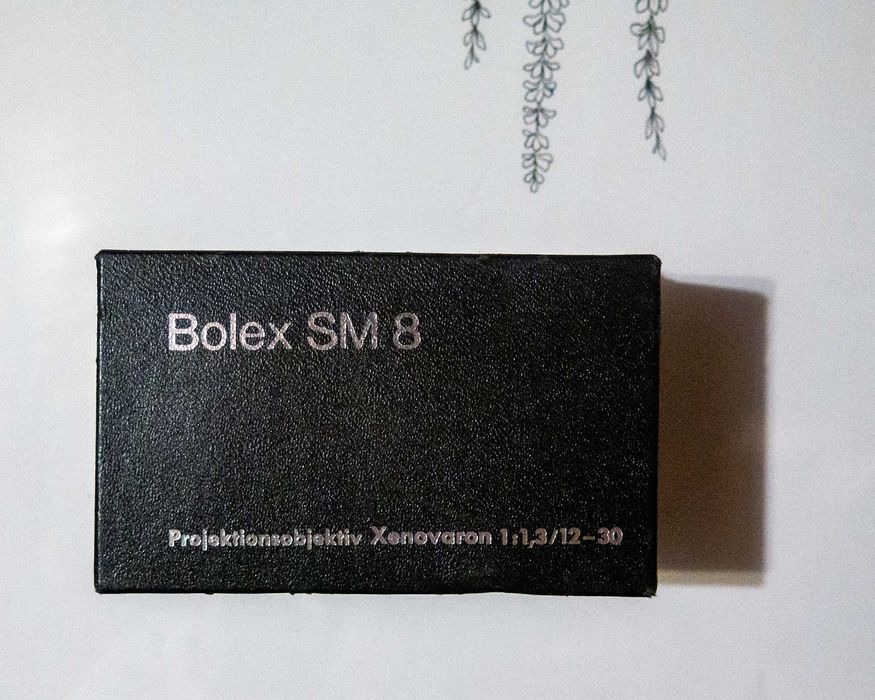 Bolex SM 8
Projektionsobjektiv Xenovaron 1:1,3/12–30